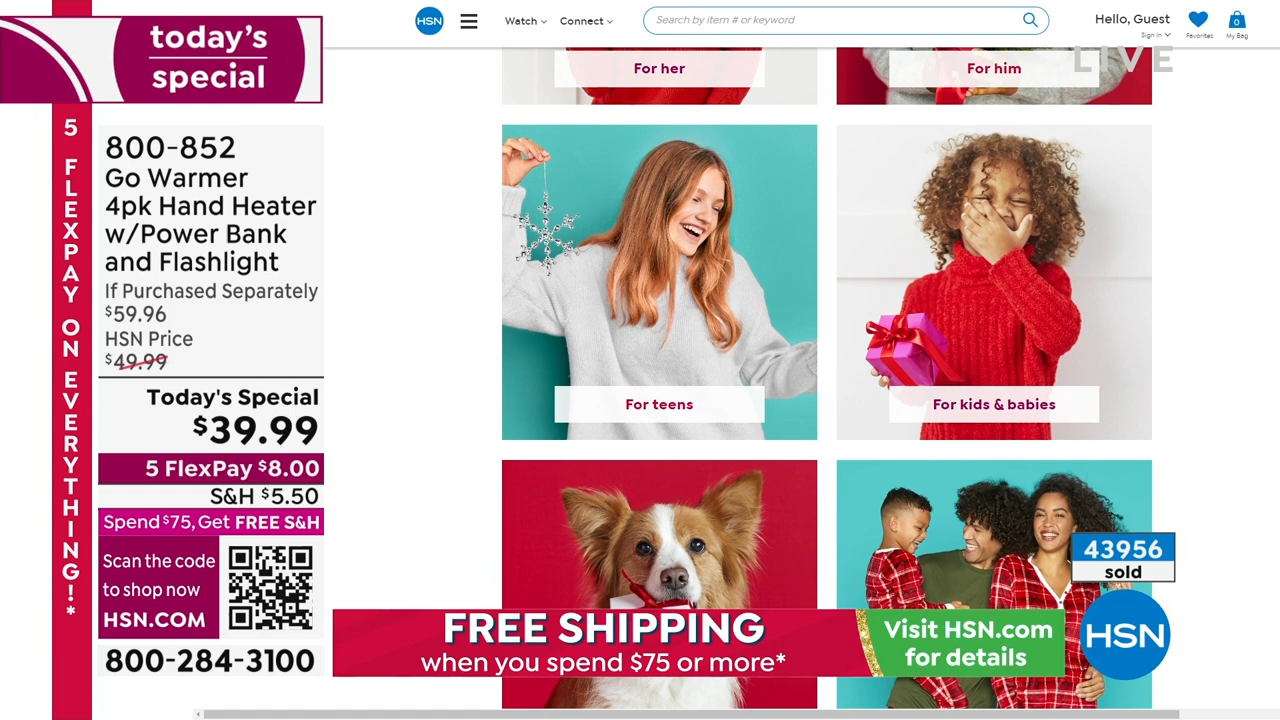 today's
special
5 FLEXPAY ON EVERYTHING!*
800-852
Go Warmer
4pk Hand Heater
w/Power Bank
and Flashlight
If Purchased Separately
$59.96
HSN Price
$49.99
Today's Special
$39.99
5 FlexPay $8.00
S&H $5.50
Spend $75, Get FREE S&H
Scan the code
to shop now
HSN.COM
800-284-3100
HSN
Watch
Connect
Search by item # or keyword
Hello, Guest
Sign in
Favorites
0
My Bag
LIVE
For her
For him
For teens
For kids & babies
43956
sold
FREE SHIPPING
when you spend $75 or more*
Visit HSN.com
for details
HSN